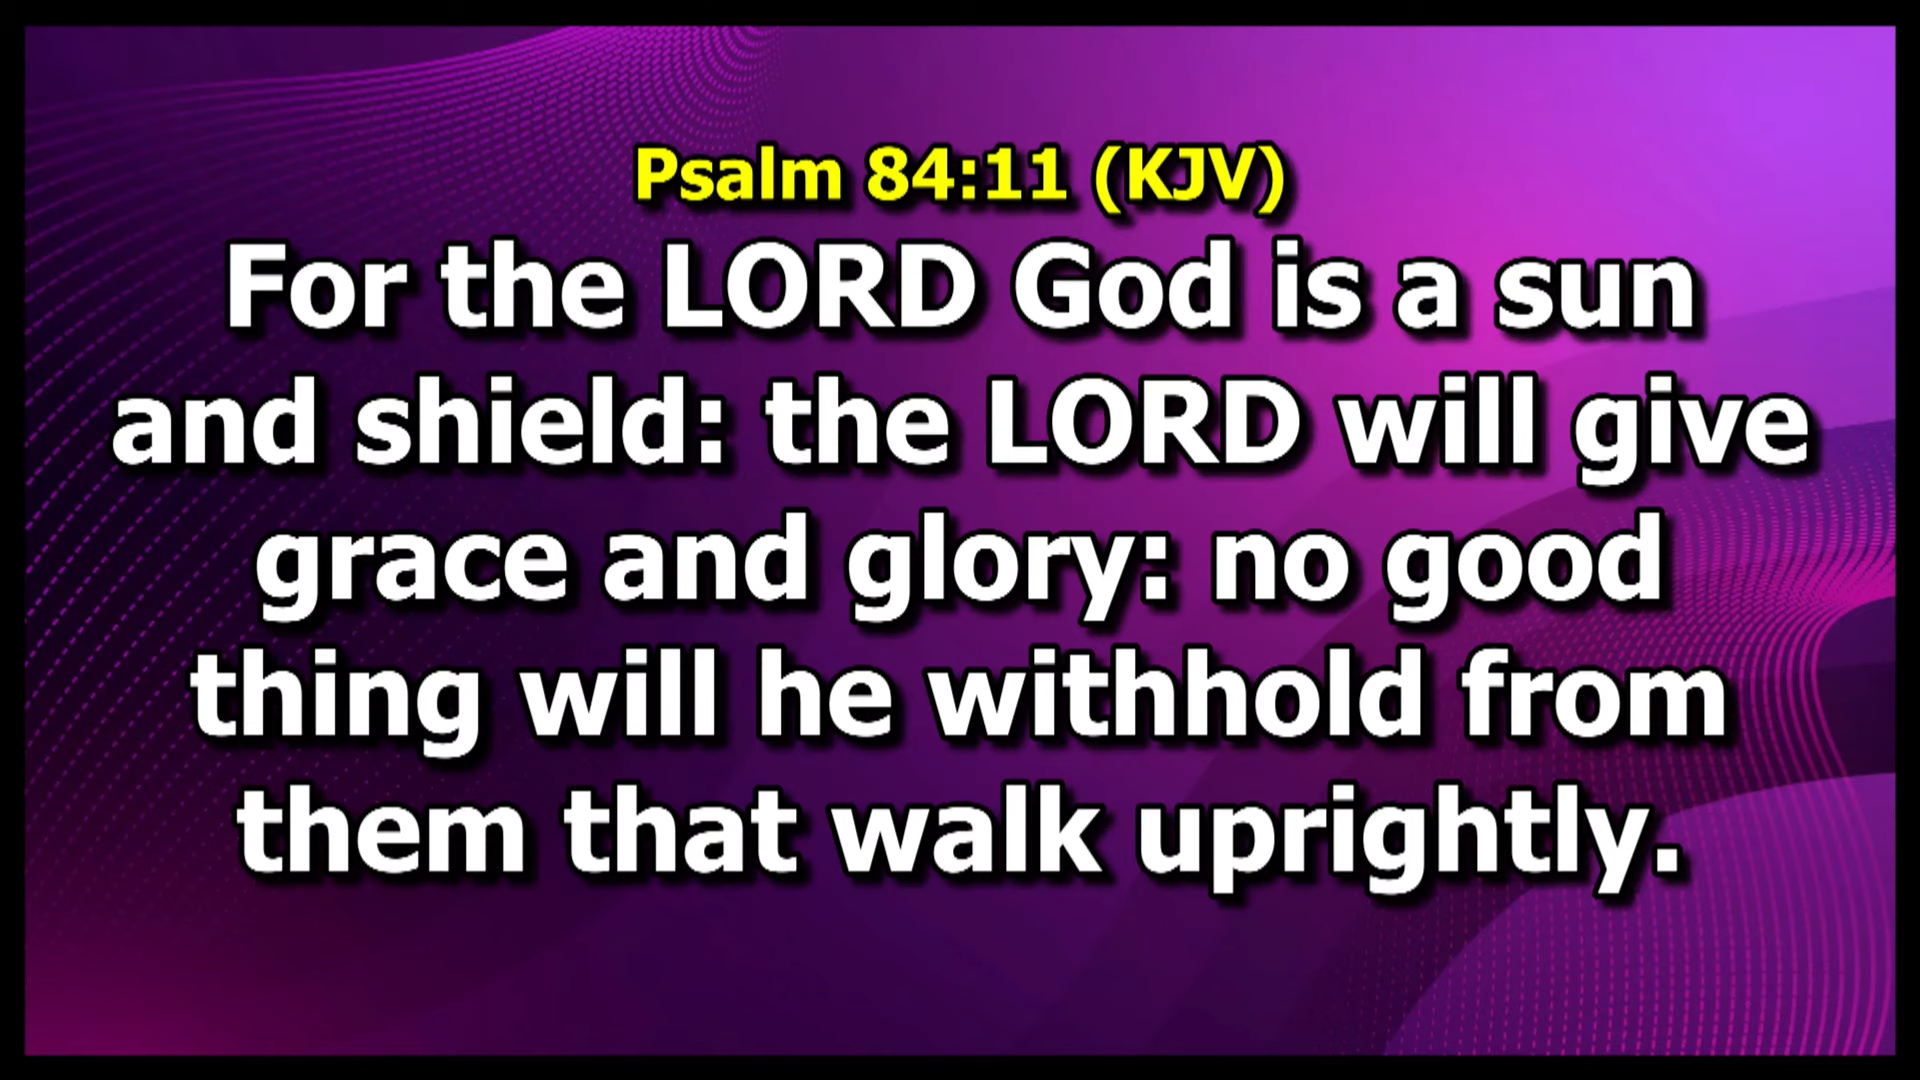 Psalm 84:11 (KJV)
For the LORD God is a sun
and shield: the LORD will give
grace and glory: no good
thing will he withhold from
them that walk uprightly.